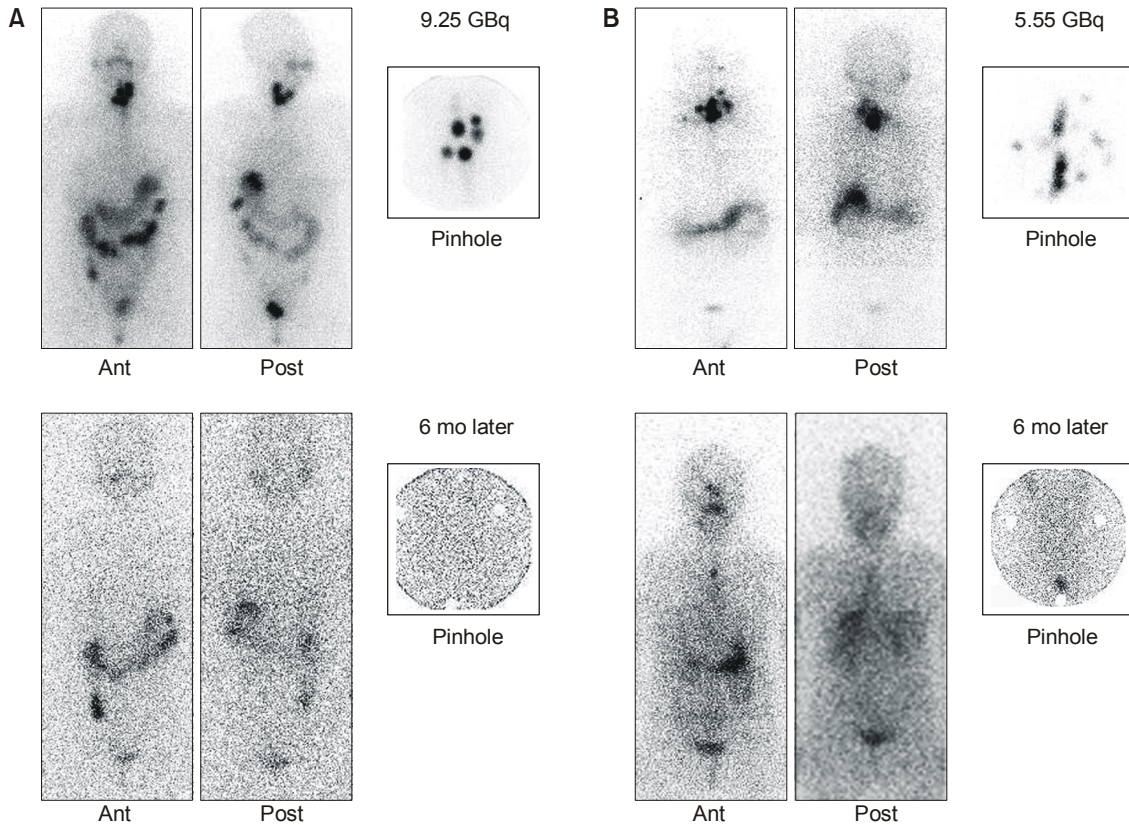 A
9.25 GBq
Pinhole
Ant
Post
6 mo later
Pinhole
Ant
Post
B
5.55 GBq
Pinhole
Ant
Post
6 mo later
Pinhole
Ant
Post